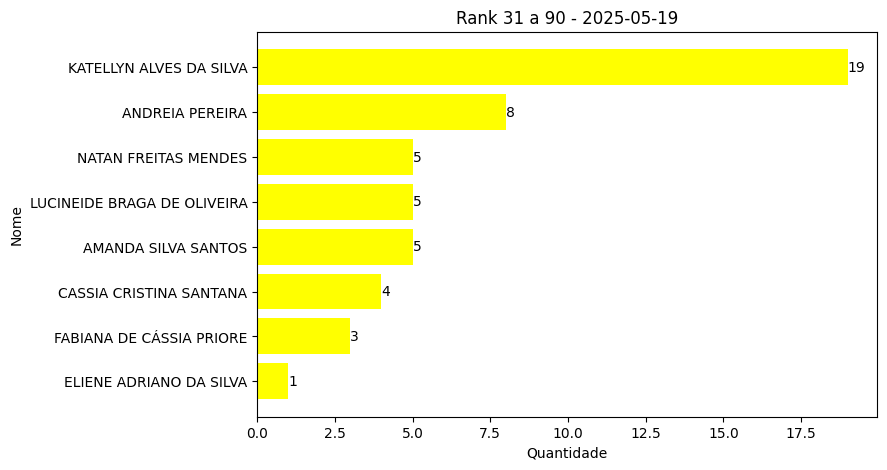 Rank 31 a 90 - 2025-05-19
Nome
KATELLYN ALVES DA SILVA 19
ANDREIA PEREIRA 8
NATAN FREITAS MENDES 5
LUCINEIDE BRAGA DE OLIVEIRA 5
AMANDA SILVA SANTOS 5
CASSIA CRISTINA SANTANA 4
FABIANA DE CÁSSIA PRIORE 3
ELIENE ADRIANO DA SILVA 1
0.0 2.5 5.0 7.5 10.0 12.5 15.0 17.5
Quantidade